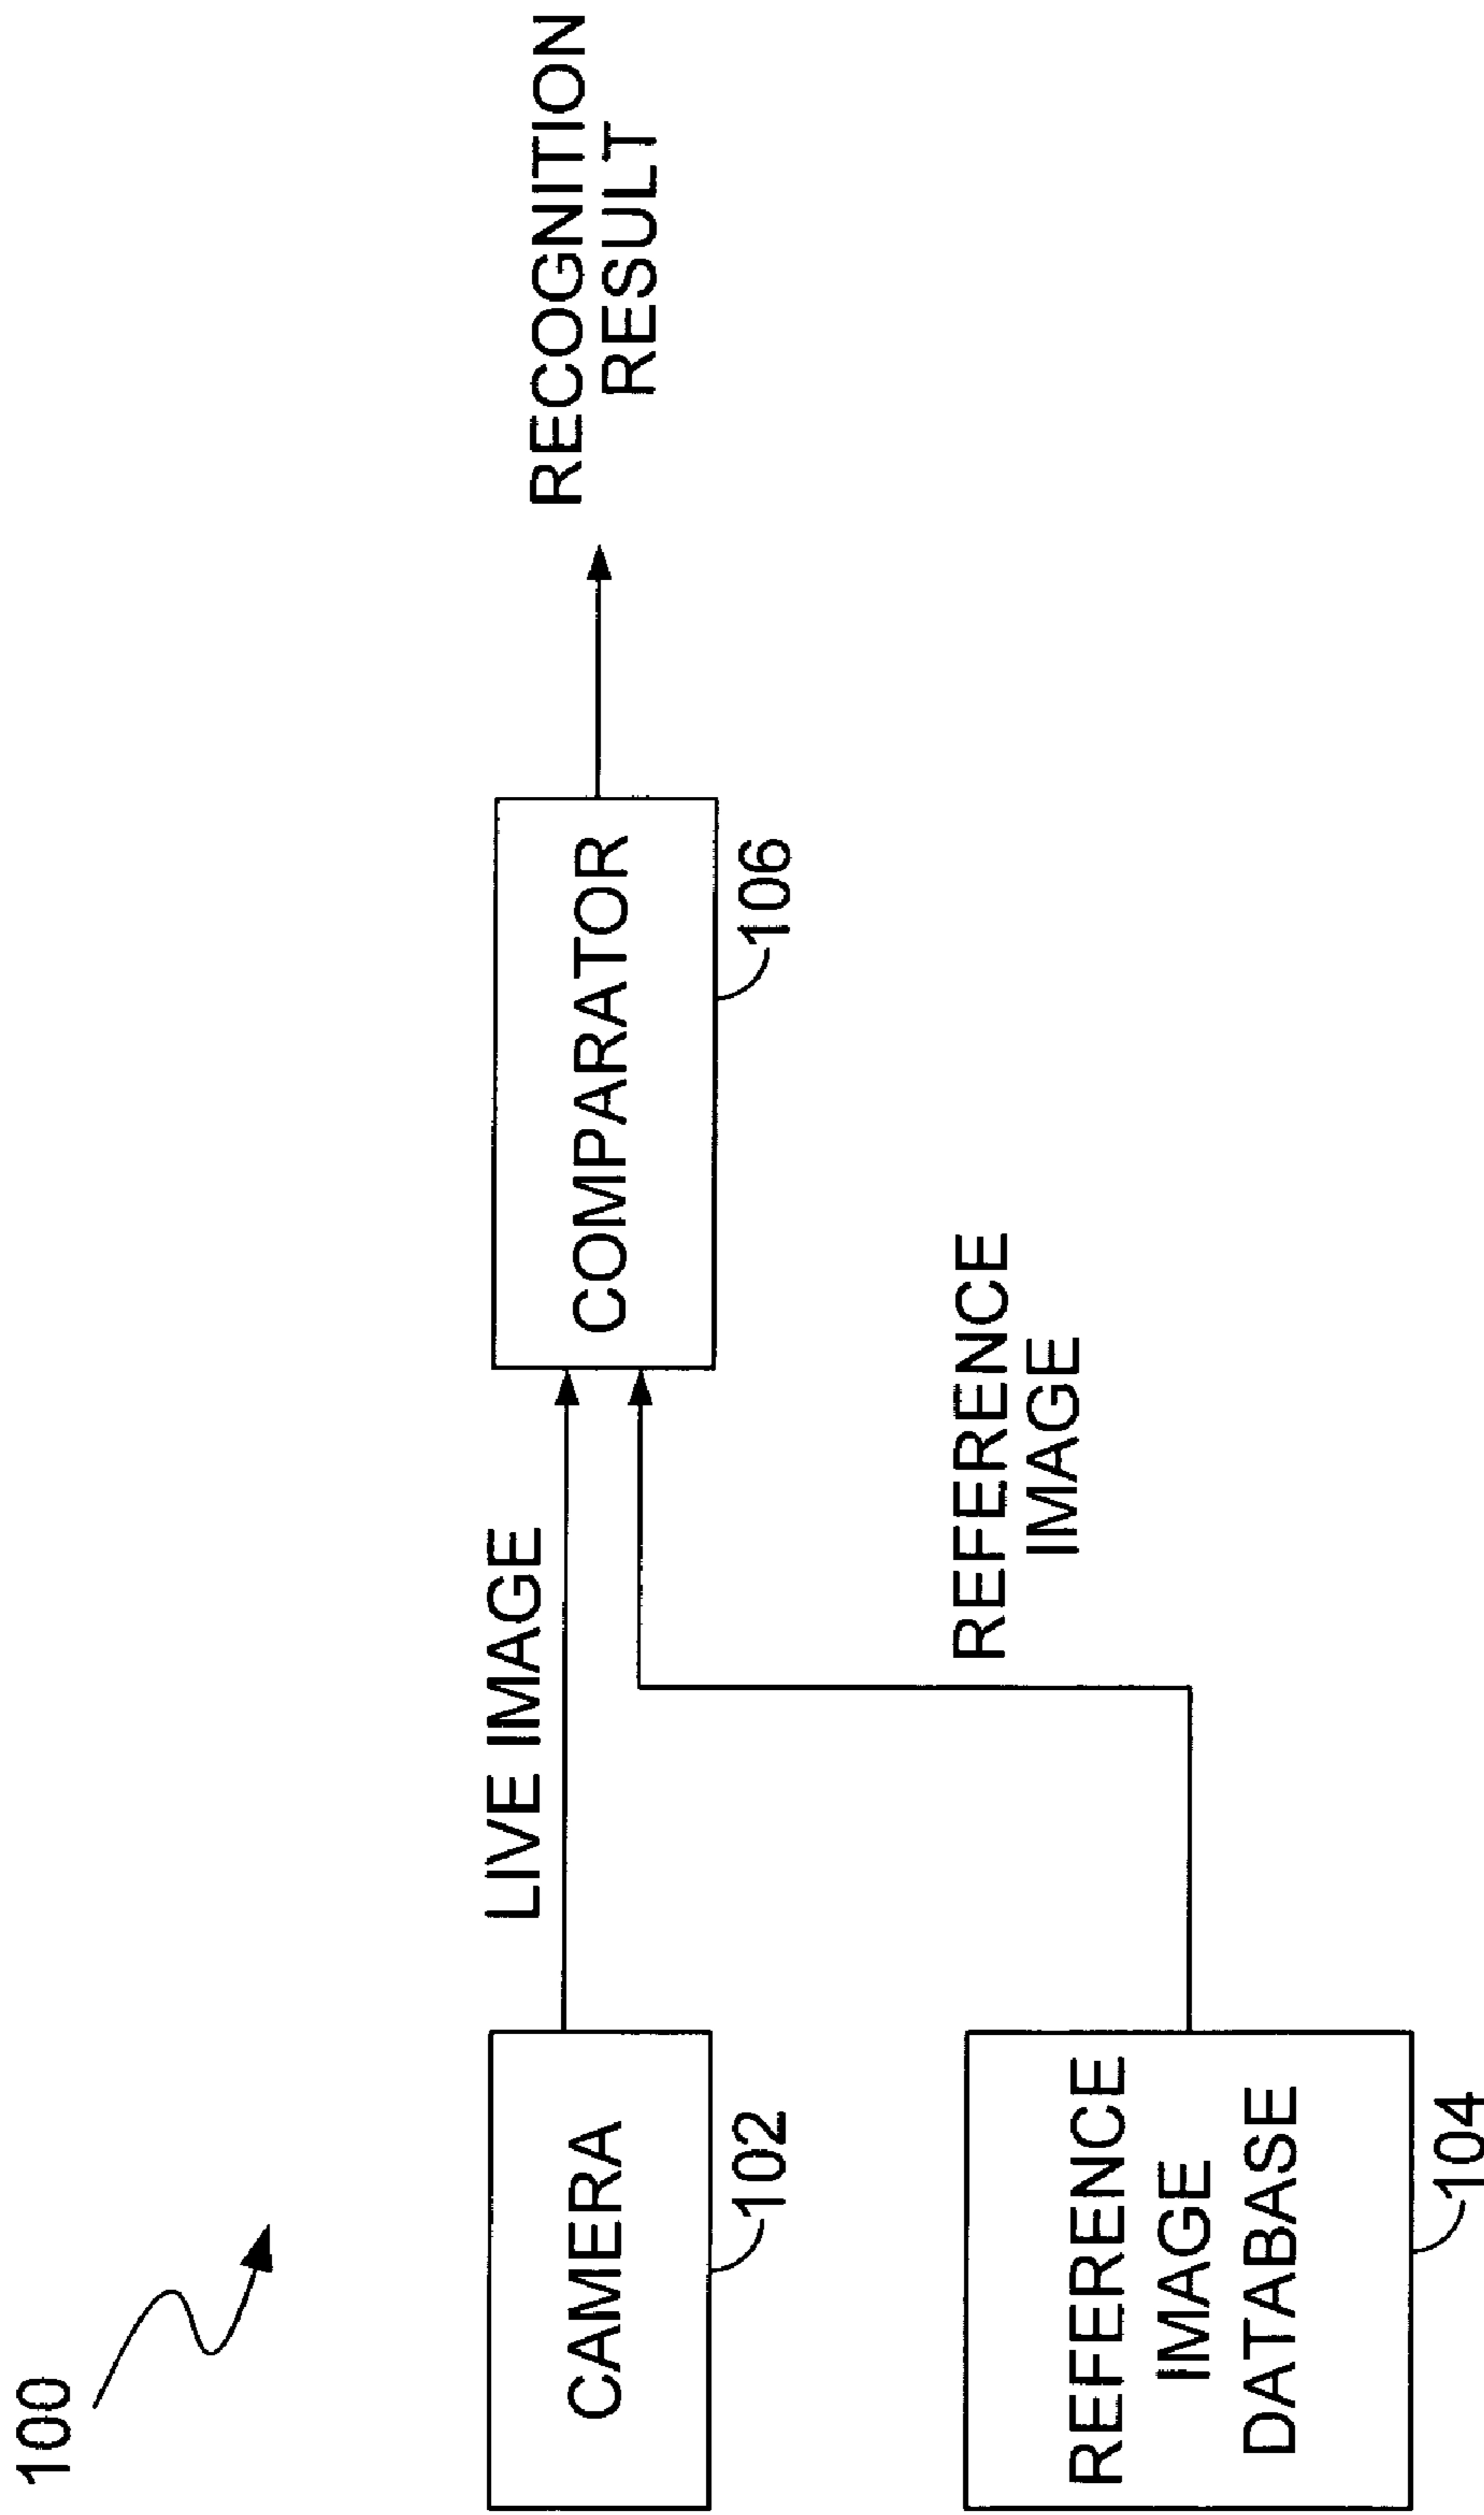 100
CAMERA
102
LIVE IMAGE
REFERENCE
IMAGE
DATABASE
104
REFERENCE
IMAGE
COMPARATOR
106
RECOGNITION
RESULT